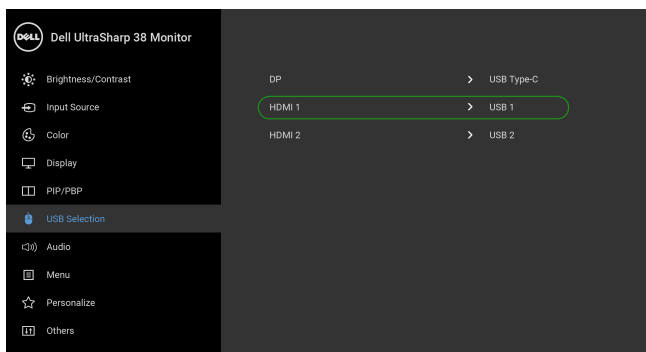 DELL Dell UltraSharp 38 Monitor
Brightness/Contrast
DP > USB Type-C
Input Source
HDMI 1 > USB 1
Color
HDMI 2 > USB 2
Display
PIP/PBP
USB Selection
Audio
Menu
Personalize
Others